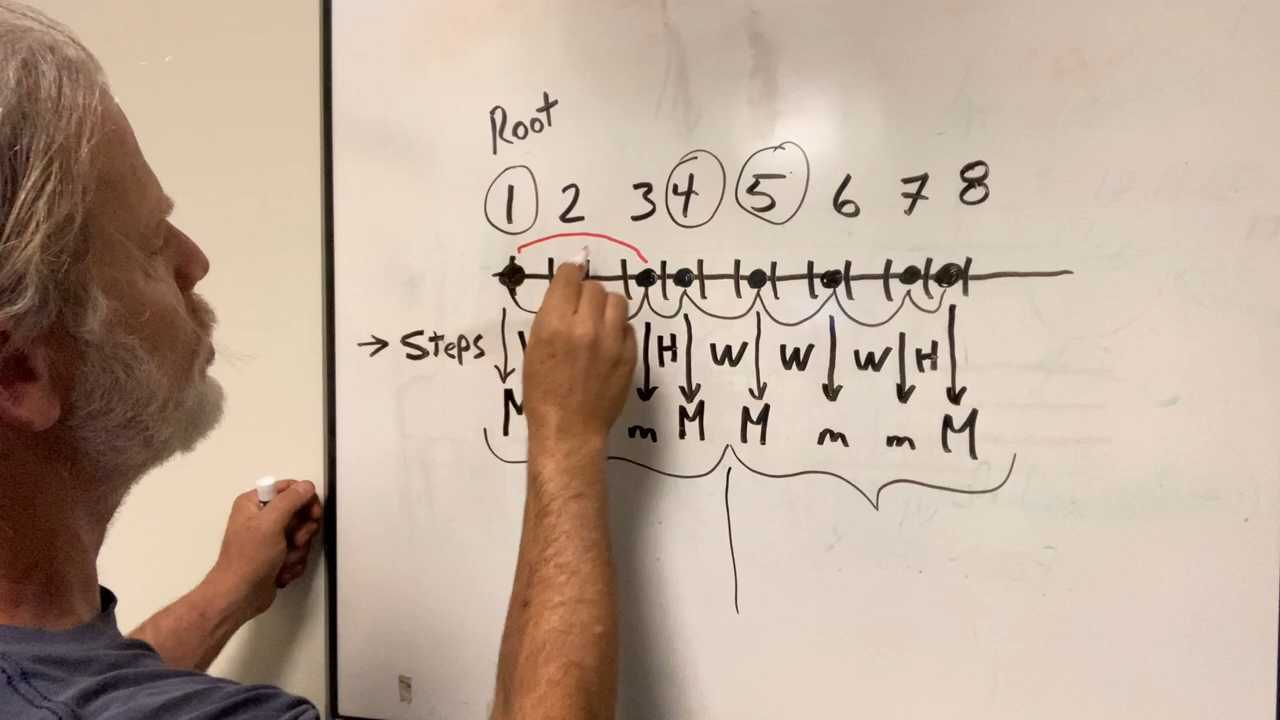 Root
1 2 3 4 5 6 7 8
→ Steps H W W W H
m M M m m M